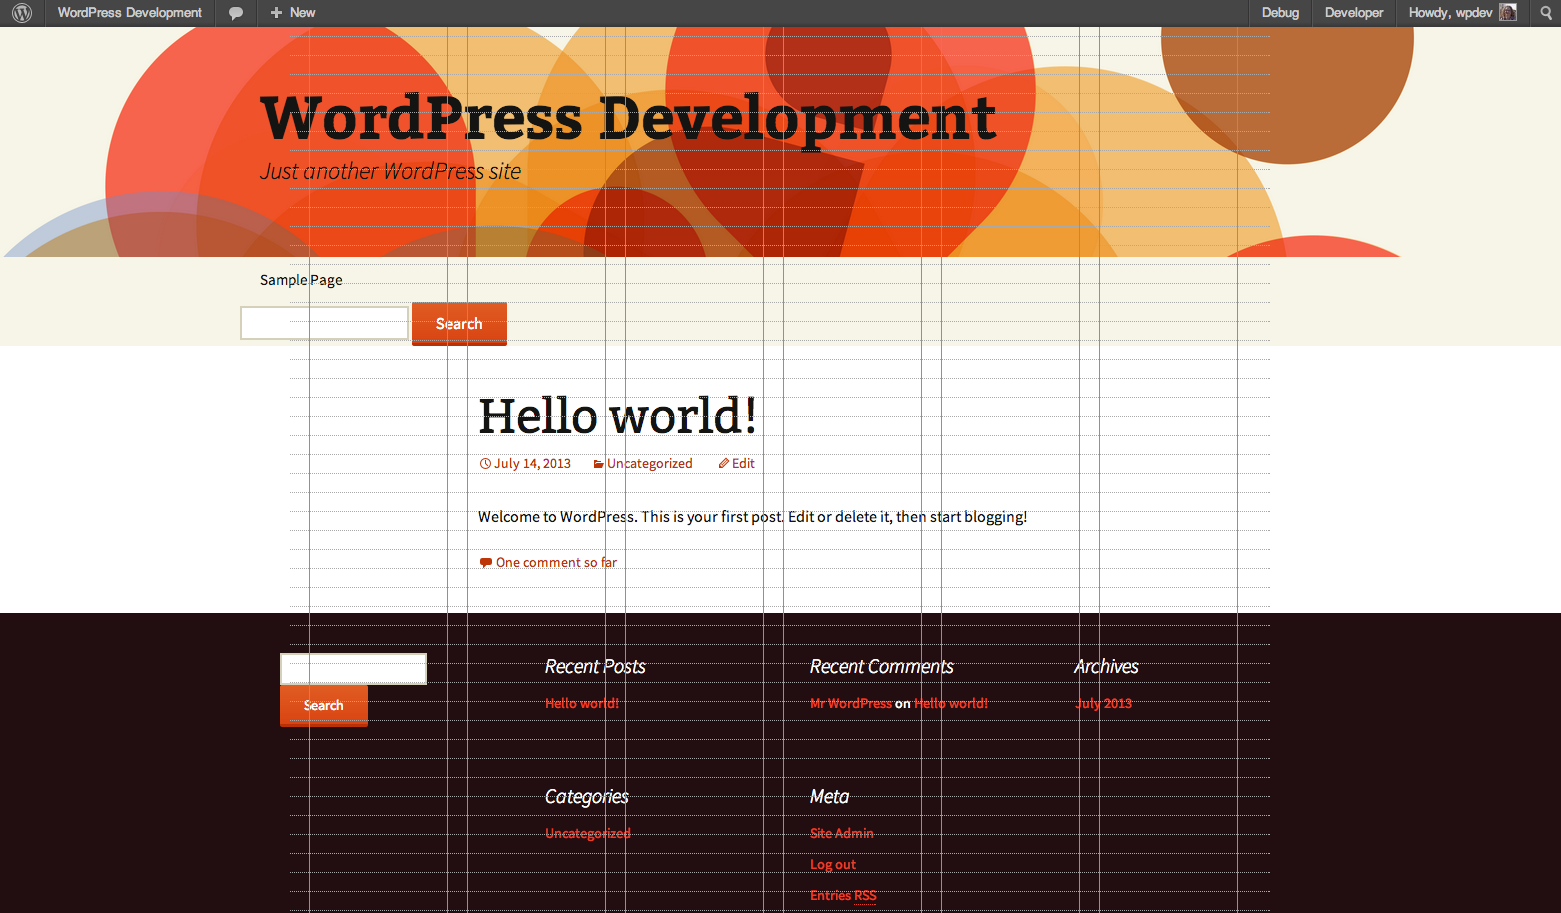 WordPress Development New Debug Developer Howdy, wpdev
WordPress Development
Just another WordPress site
Sample Page
Search
Hello world!
July 14, 2013 Uncategorized Edit
Welcome to WordPress. This is your first post. Edit or delete it, then start blogging!
One comment so far
Search
Recent Posts
Hello world!
Recent Comments
Mr WordPress on Hello world!
Archives
July 2013
Categories
Uncategorized
Meta
Site Admin
Log out
Entries RSS